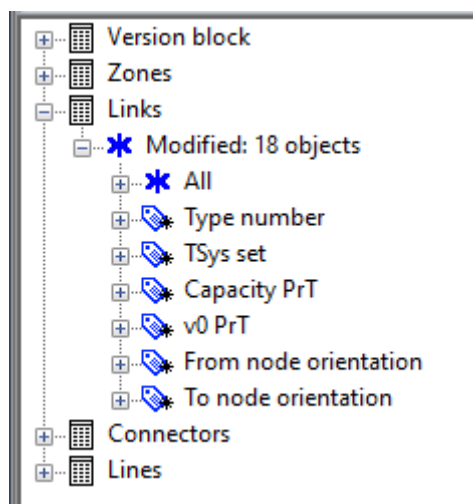 Version block
Zones
Links
Modified: 18 objects
All
Type number
TSys set
Capacity PrT
v0 PrT
From node orientation
To node orientation
Connectors
Lines